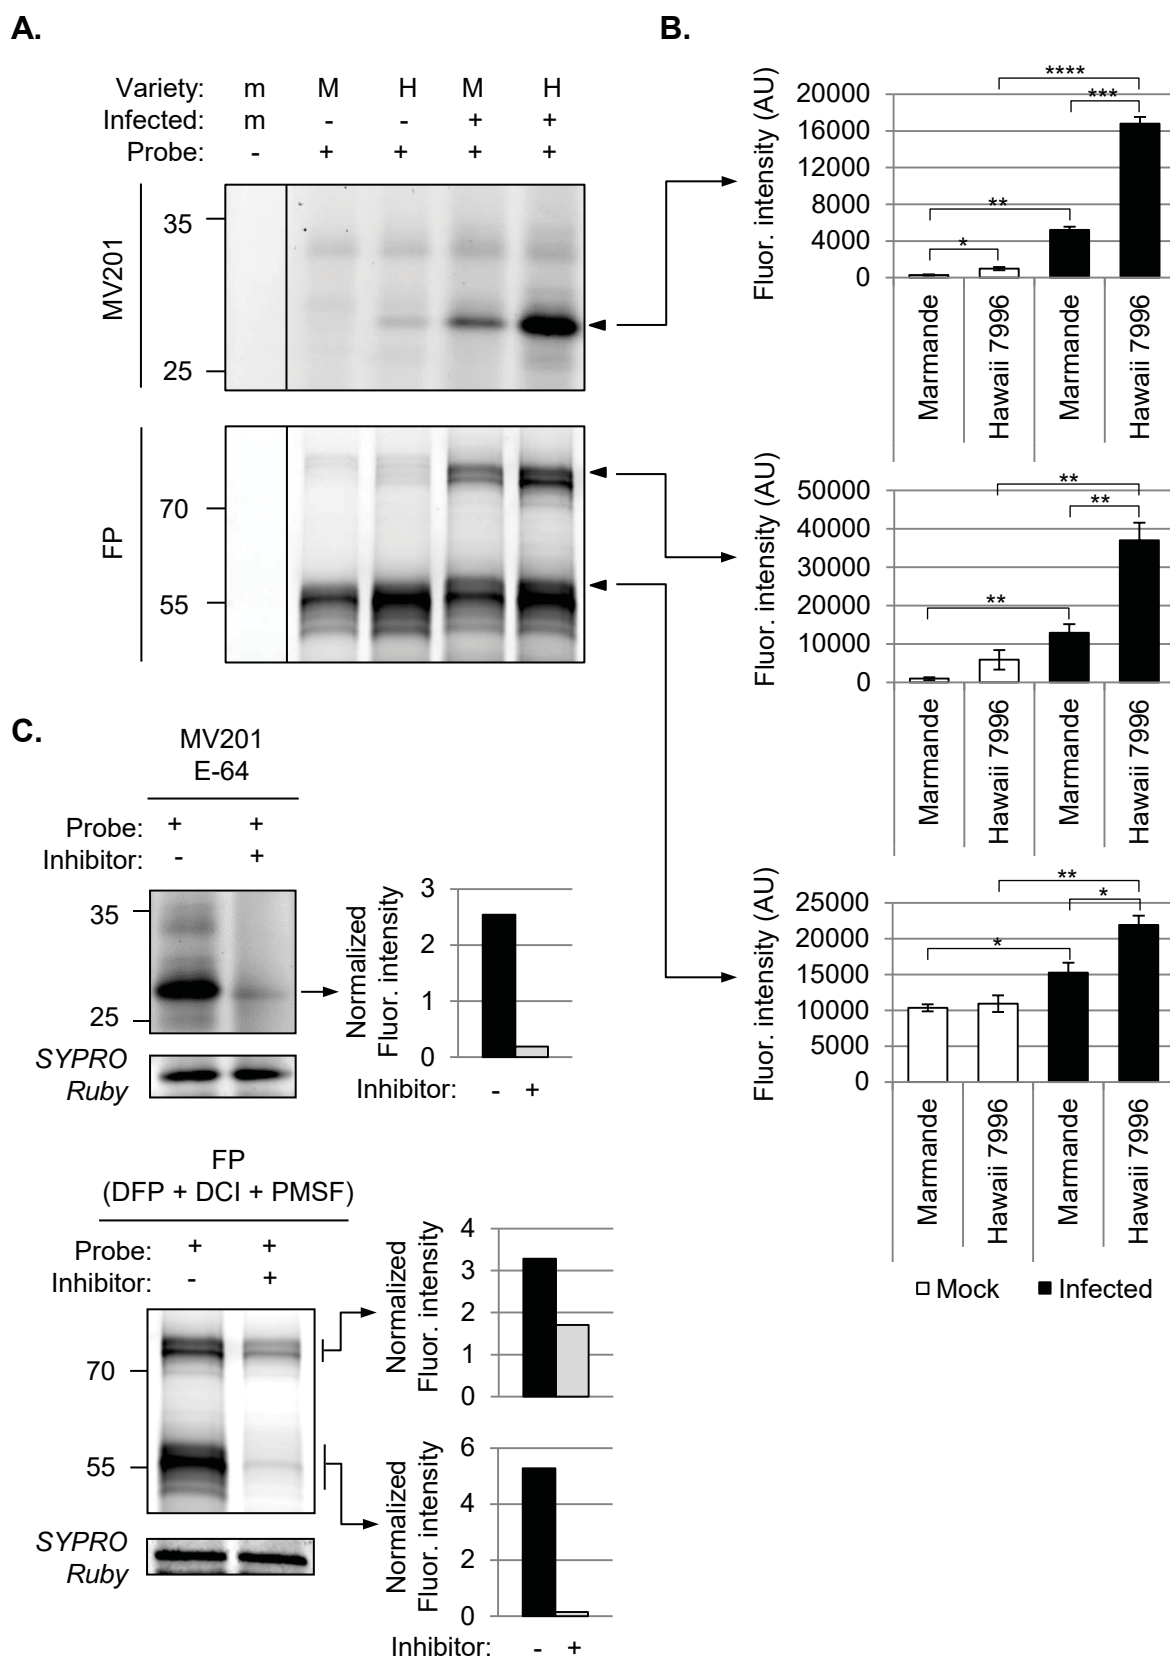 A.
Variety: m M H M H
Infected: m - - + +
Probe: - + + + +
MV201
35
25
FP
70
55
B.
****
***
**
*
Fluor. intensity (AU)
20000
16000
12000
8000
4000
0
Marmande
Hawaii 7996
Marmande
Hawaii 7996
**
**
**
Fluor. intensity (AU)
50000
40000
30000
20000
10000
0
Marmande
Hawaii 7996
Marmande
Hawaii 7996
**
*
*
Fluor. intensity (AU)
25000
20000
15000
10000
5000
0
Marmande
Hawaii 7996
Marmande
Hawaii 7996
Mock Infected
C.
MV201
E-64
Probe: + +
Inhibitor: - +
35
25
SYPRO
Ruby
Normalized
Fluor. intensity
3
2
1
0
Inhibitor: - +
FP
(DFP + DCI + PMSF)
Probe: + +
Inhibitor: - +
70
55
SYPRO
Ruby
Normalized
Fluor. intensity
4
3
2
1
0
Normalized
Fluor. intensity
6
4
2
0
Inhibitor: - +